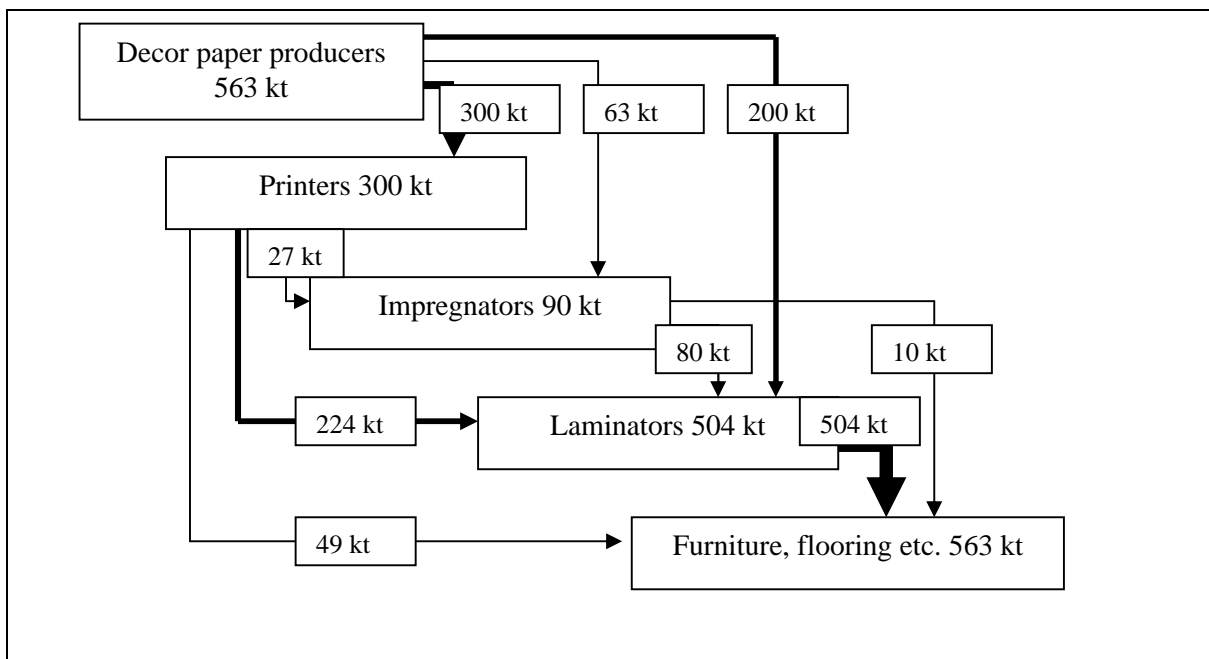 Decor paper producers
563 kt
300 kt
63 kt
200 kt
Printers 300 kt
27 kt
Impregnators 90 kt
80 kt
10 kt
224 kt
Laminators 504 kt
504 kt
49 kt
Furniture, flooring etc. 563 kt